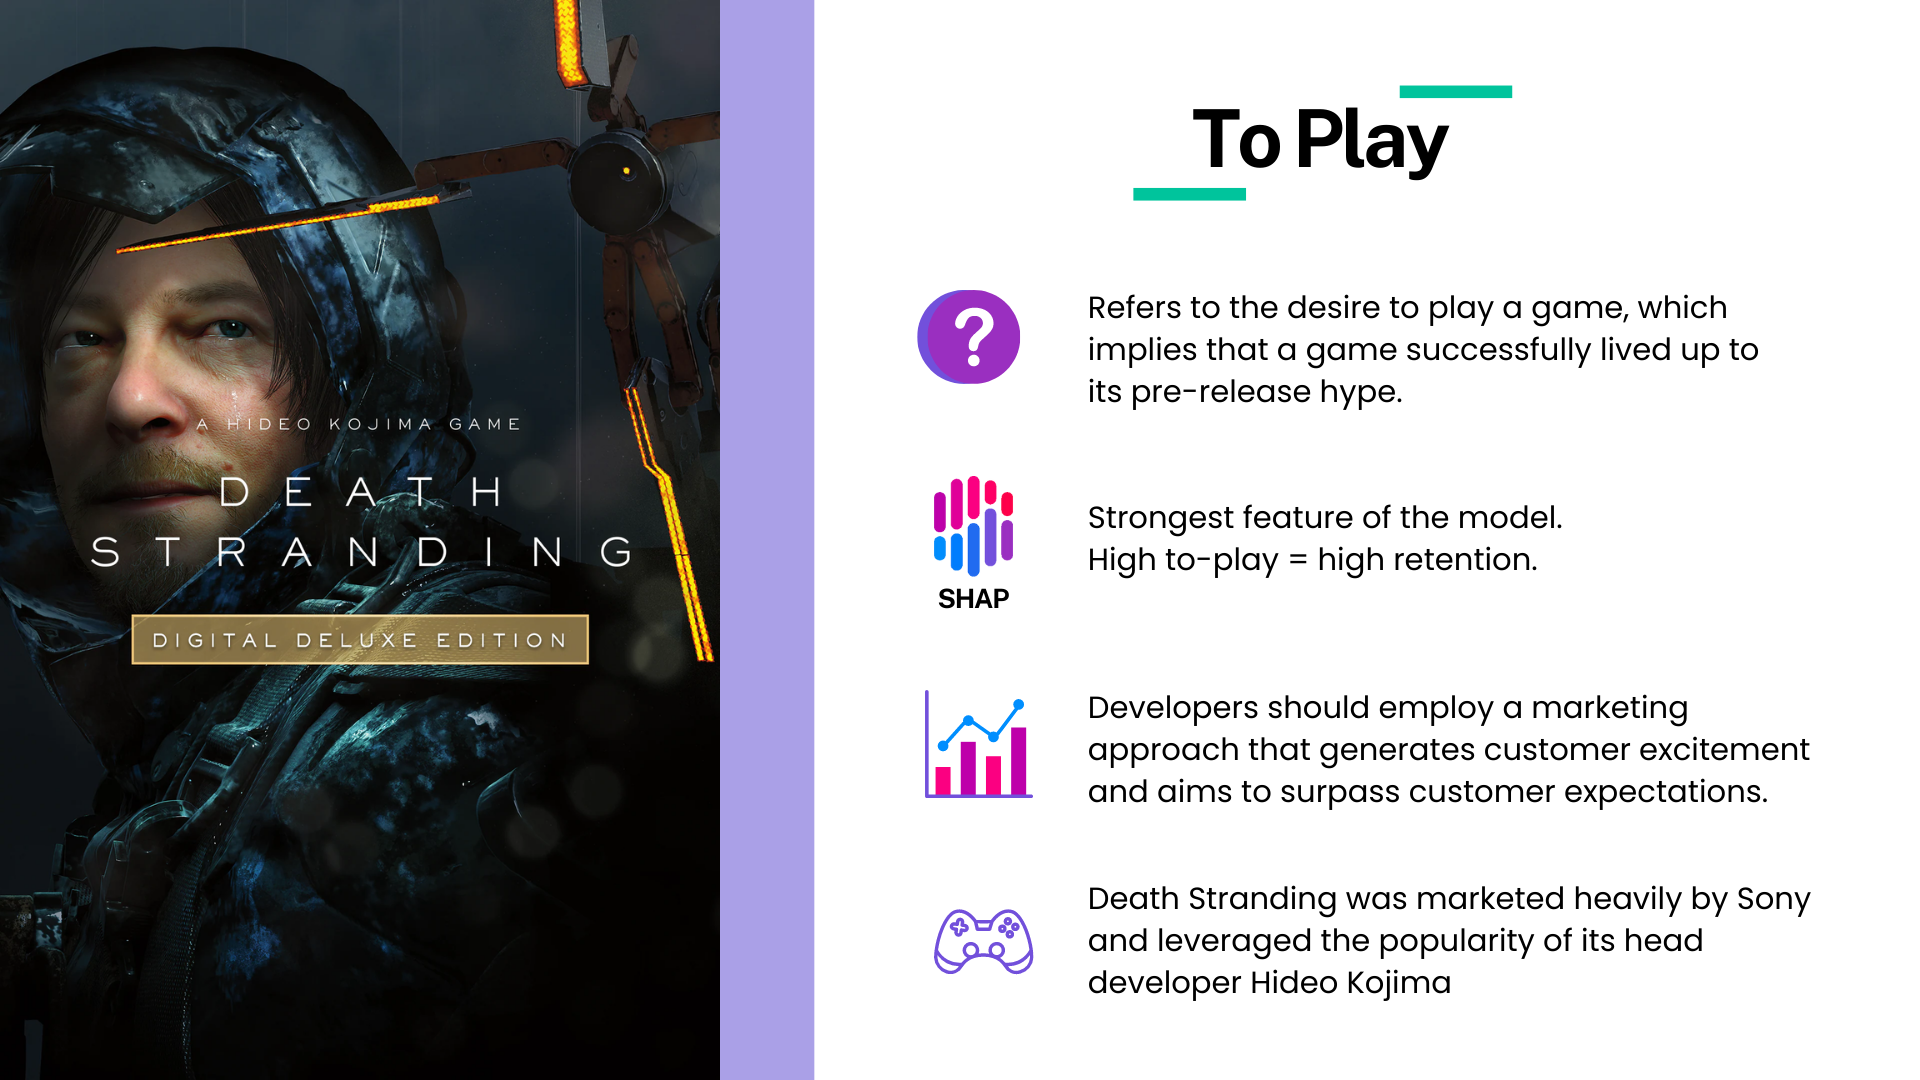 A HIDEO KOJIMA GAME
DEATH
STRANDING
DIGITAL DELUXE EDITION
To Play
Refers to the desire to play a game, which
implies that a game successfully lived up to
its pre-release hype.
SHAP
Strongest feature of the model.
High to-play = high retention.
Developers should employ a marketing
approach that generates customer excitement
and aims to surpass customer expectations.
Death Stranding was marketed heavily by Sony
and leveraged the popularity of its head
developer Hideo Kojima